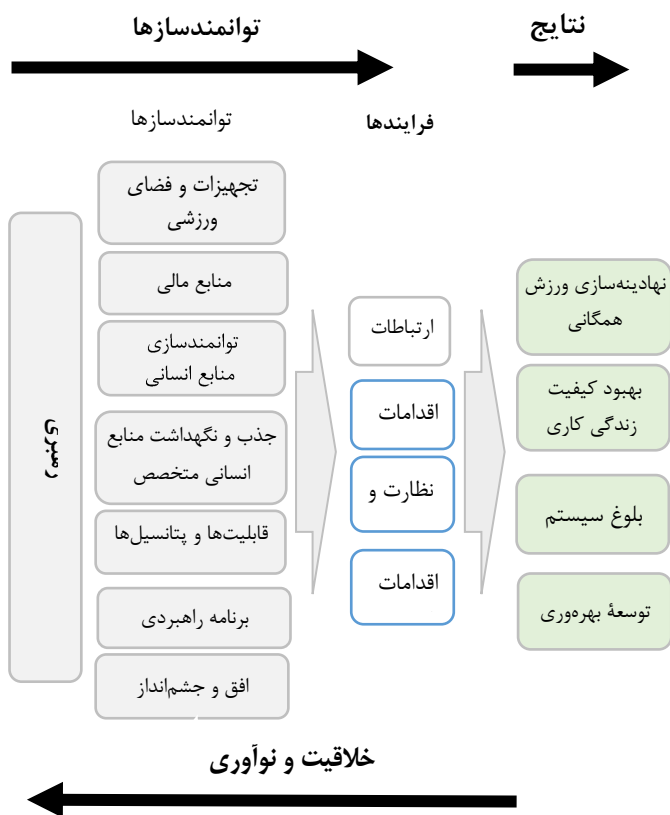 توانمندسازها
نتایج
توانمندسازها
فرایندها
رهبری
تجهیزات و فضای
ورزشی
منابع مالی
توانمندسازی
منابع انسانی
جذب و نگهداشت منابع
انسانی متخصص
قابلیت‌ها و پتانسیل‌ها
برنامه راهبردی
افق و چشم‌انداز
ارتباطات
اقدامات
نظارت و
اقدامات
نهادینه‌سازی ورزش
همگانی
بهبود کیفیت
زندگی کاری
بلوغ سیستم
توسعۀ بهره‌وری
خلاقیت و نوآوری